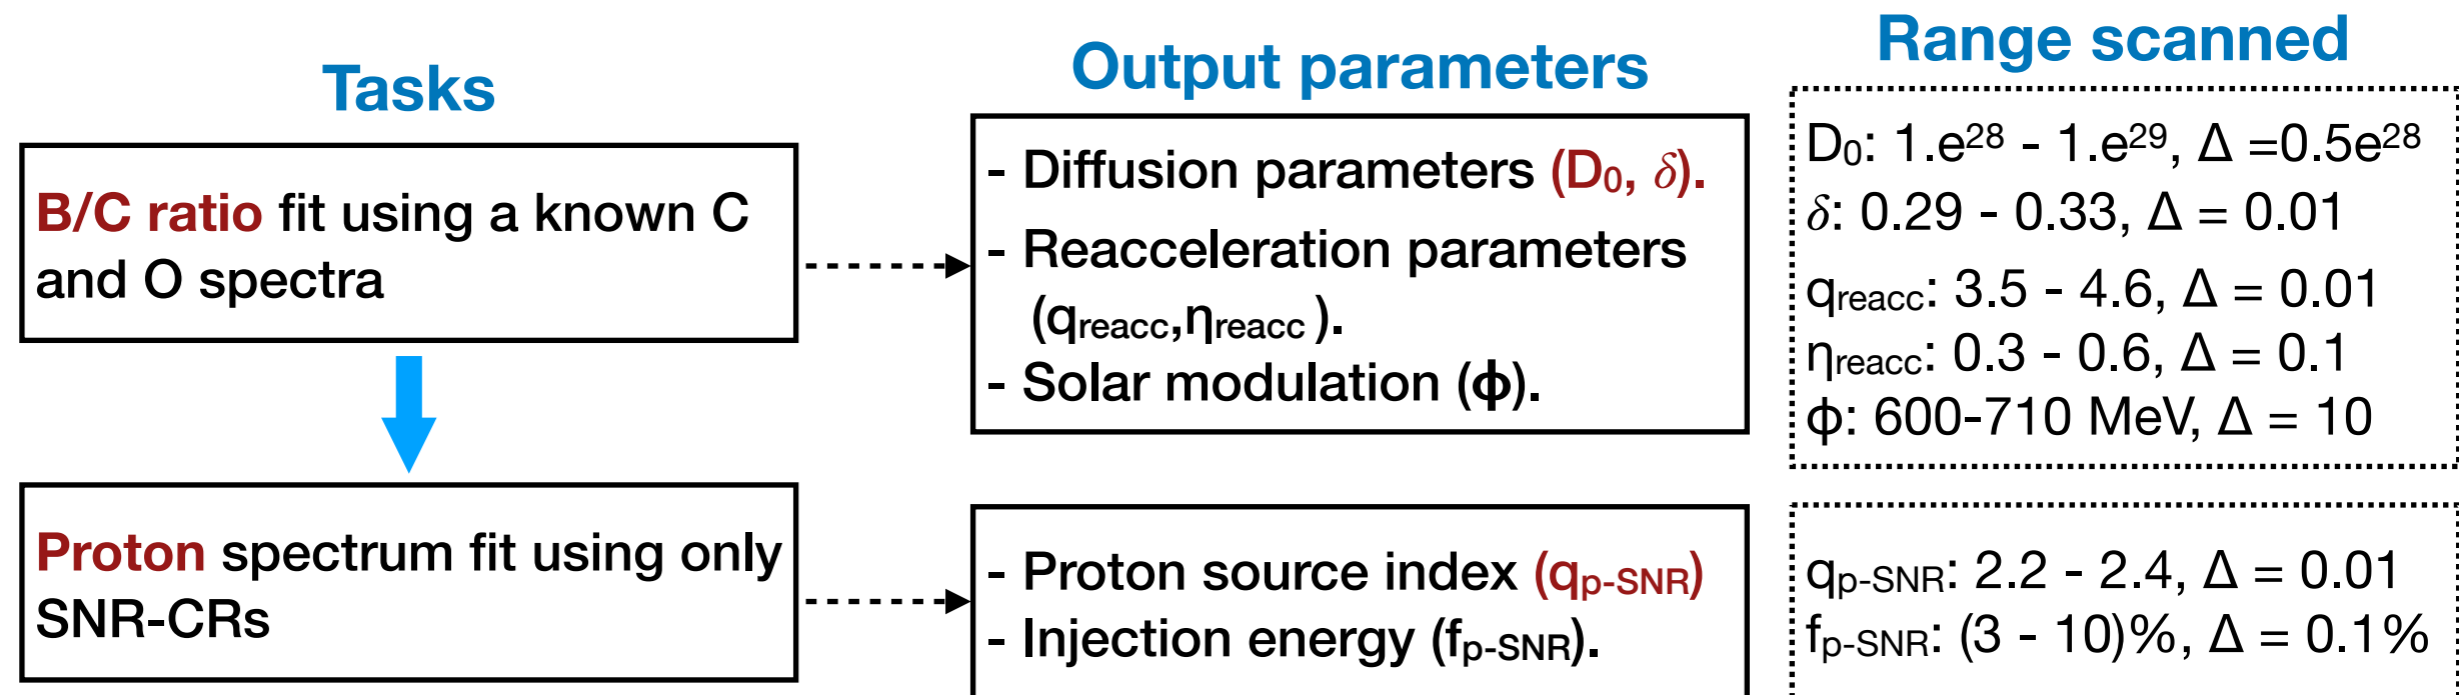 Tasks
Output parameters
Range scanned
B/C ratio fit using a known C
and O spectra
- Diffusion parameters (D₀, δ).
- Reacceleration parameters
(qreacc,ηreacc ).
- Solar modulation (ϕ).
D₀: 1.e²⁸ - 1.e²⁹, Δ =0.5e²⁸
δ: 0.29 - 0.33, Δ = 0.01
qreacc: 3.5 - 4.6, Δ = 0.01
ηreacc: 0.3 - 0.6, Δ = 0.1
ϕ: 600-710 MeV, Δ = 10
Proton spectrum fit using only
SNR-CRs
- Proton source index (qp-SNR)
- Injection energy (fp-SNR).
qp-SNR: 2.2 - 2.4, Δ = 0.01
fp-SNR: (3 - 10)%, Δ = 0.1%